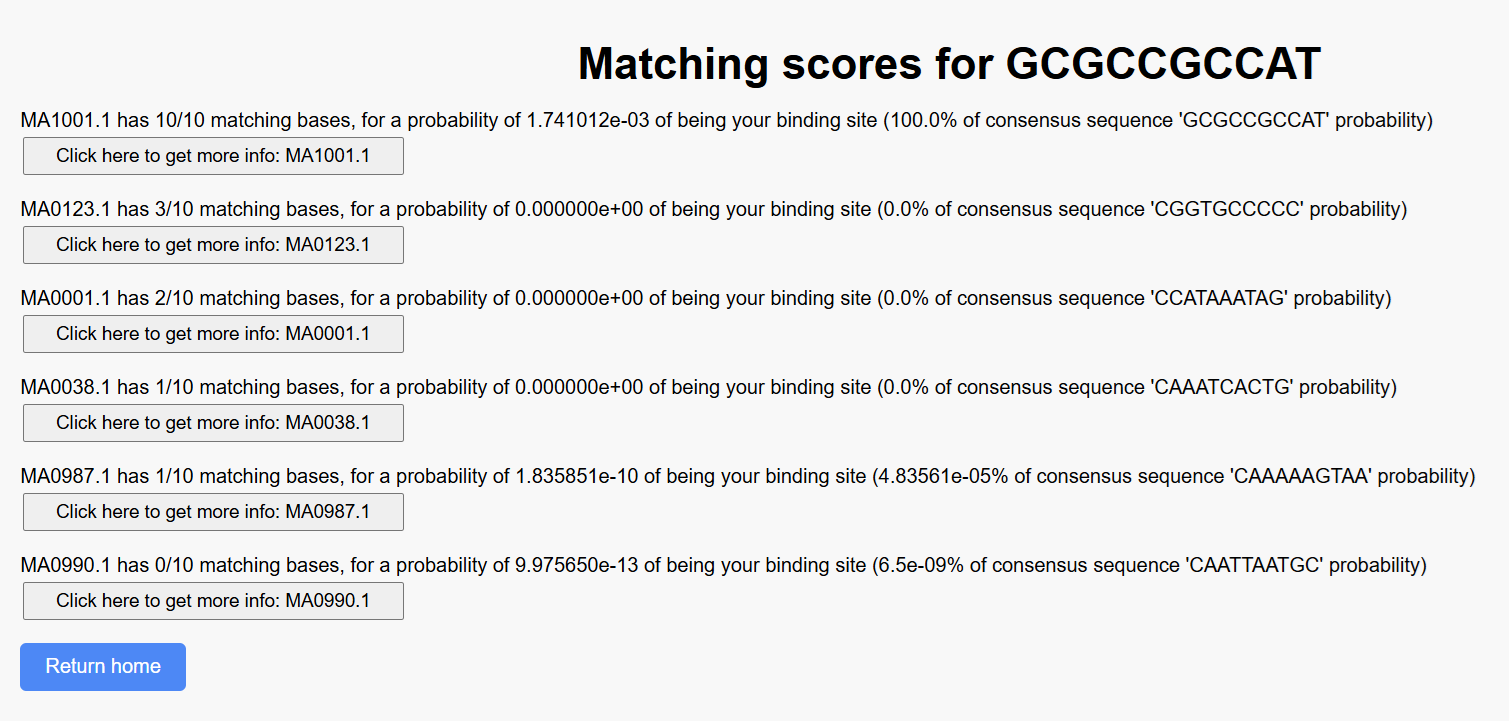 Matching scores for GCGCCGCCAT
MA1001.1 has 10/10 matching bases, for a probability of 1.741012e-03 of being your binding site (100.0% of consensus sequence 'GCGCCGCCAT' probability)
Click here to get more info: MA1001.1
MA0123.1 has 3/10 matching bases, for a probability of 0.000000e+00 of being your binding site (0.0% of consensus sequence 'CGGTGCCCCC' probability)
Click here to get more info: MA0123.1
MA0001.1 has 2/10 matching bases, for a probability of 0.000000e+00 of being your binding site (0.0% of consensus sequence 'CCATAAATAG' probability)
Click here to get more info: MA0001.1
MA0038.1 has 1/10 matching bases, for a probability of 0.000000e+00 of being your binding site (0.0% of consensus sequence 'CAAATCACTG' probability)
Click here to get more info: MA0038.1
MA0987.1 has 1/10 matching bases, for a probability of 1.835851e-10 of being your binding site (4.83561e-05% of consensus sequence 'CAAAAAGTAA' probability)
Click here to get more info: MA0987.1
MA0990.1 has 0/10 matching bases, for a probability of 9.975650e-13 of being your binding site (6.5e-09% of consensus sequence 'CAATTAATGC' probability)
Click here to get more info: MA0990.1
Return home